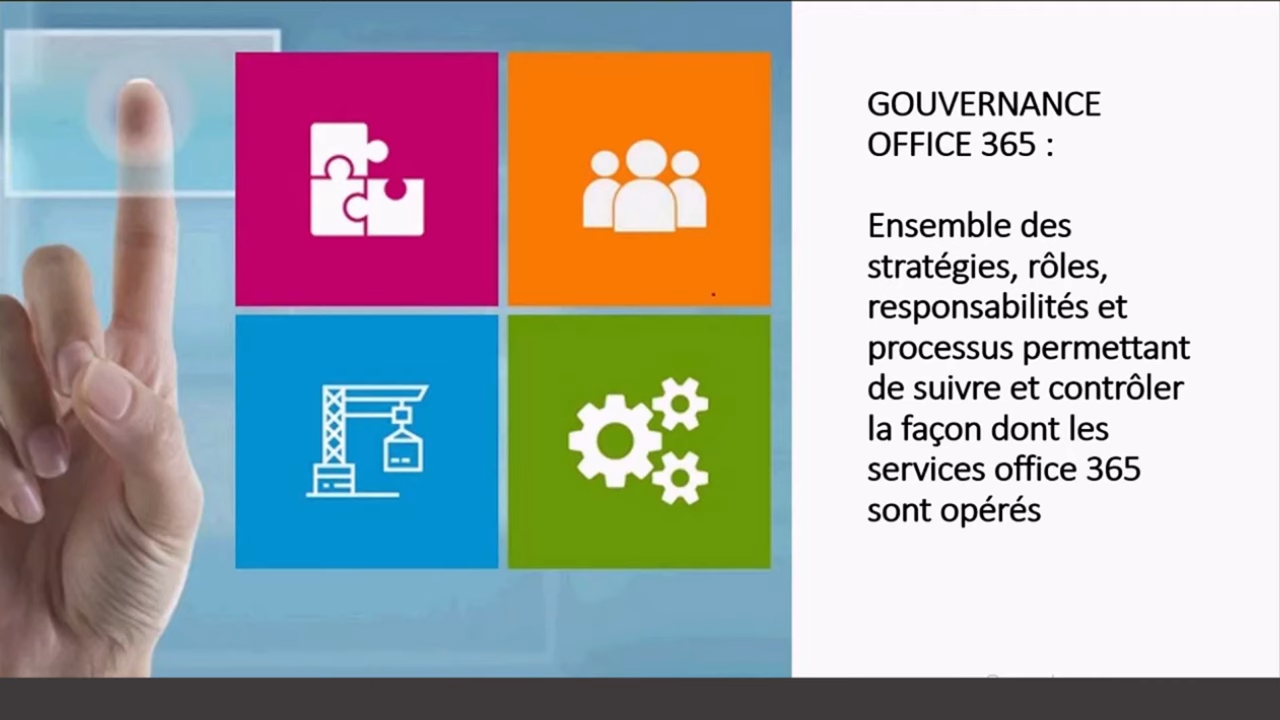 GOUVERNANCE
OFFICE 365 :
Ensemble des
stratégies, rôles,
responsabilités et
processus permettant
de suivre et contrôler
la façon dont les
services office 365
sont opérés